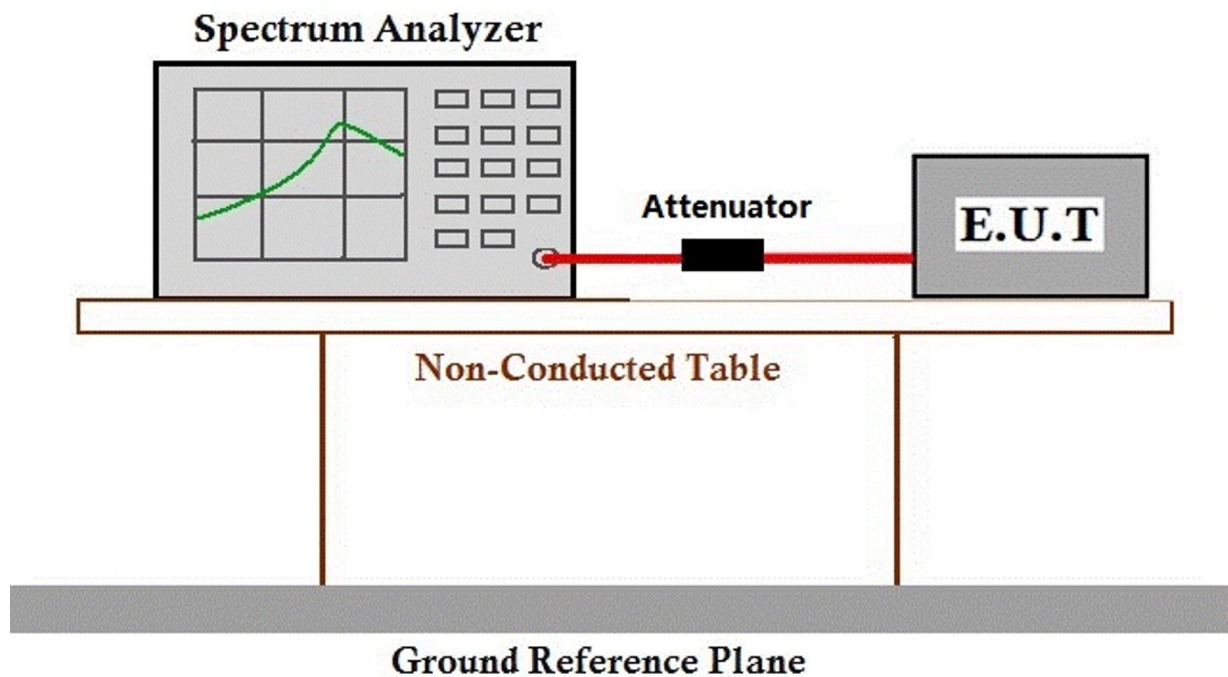 Spectrum Analyzer
Attenuator
E.U.T
Non-Conducted Table
Ground Reference Plane